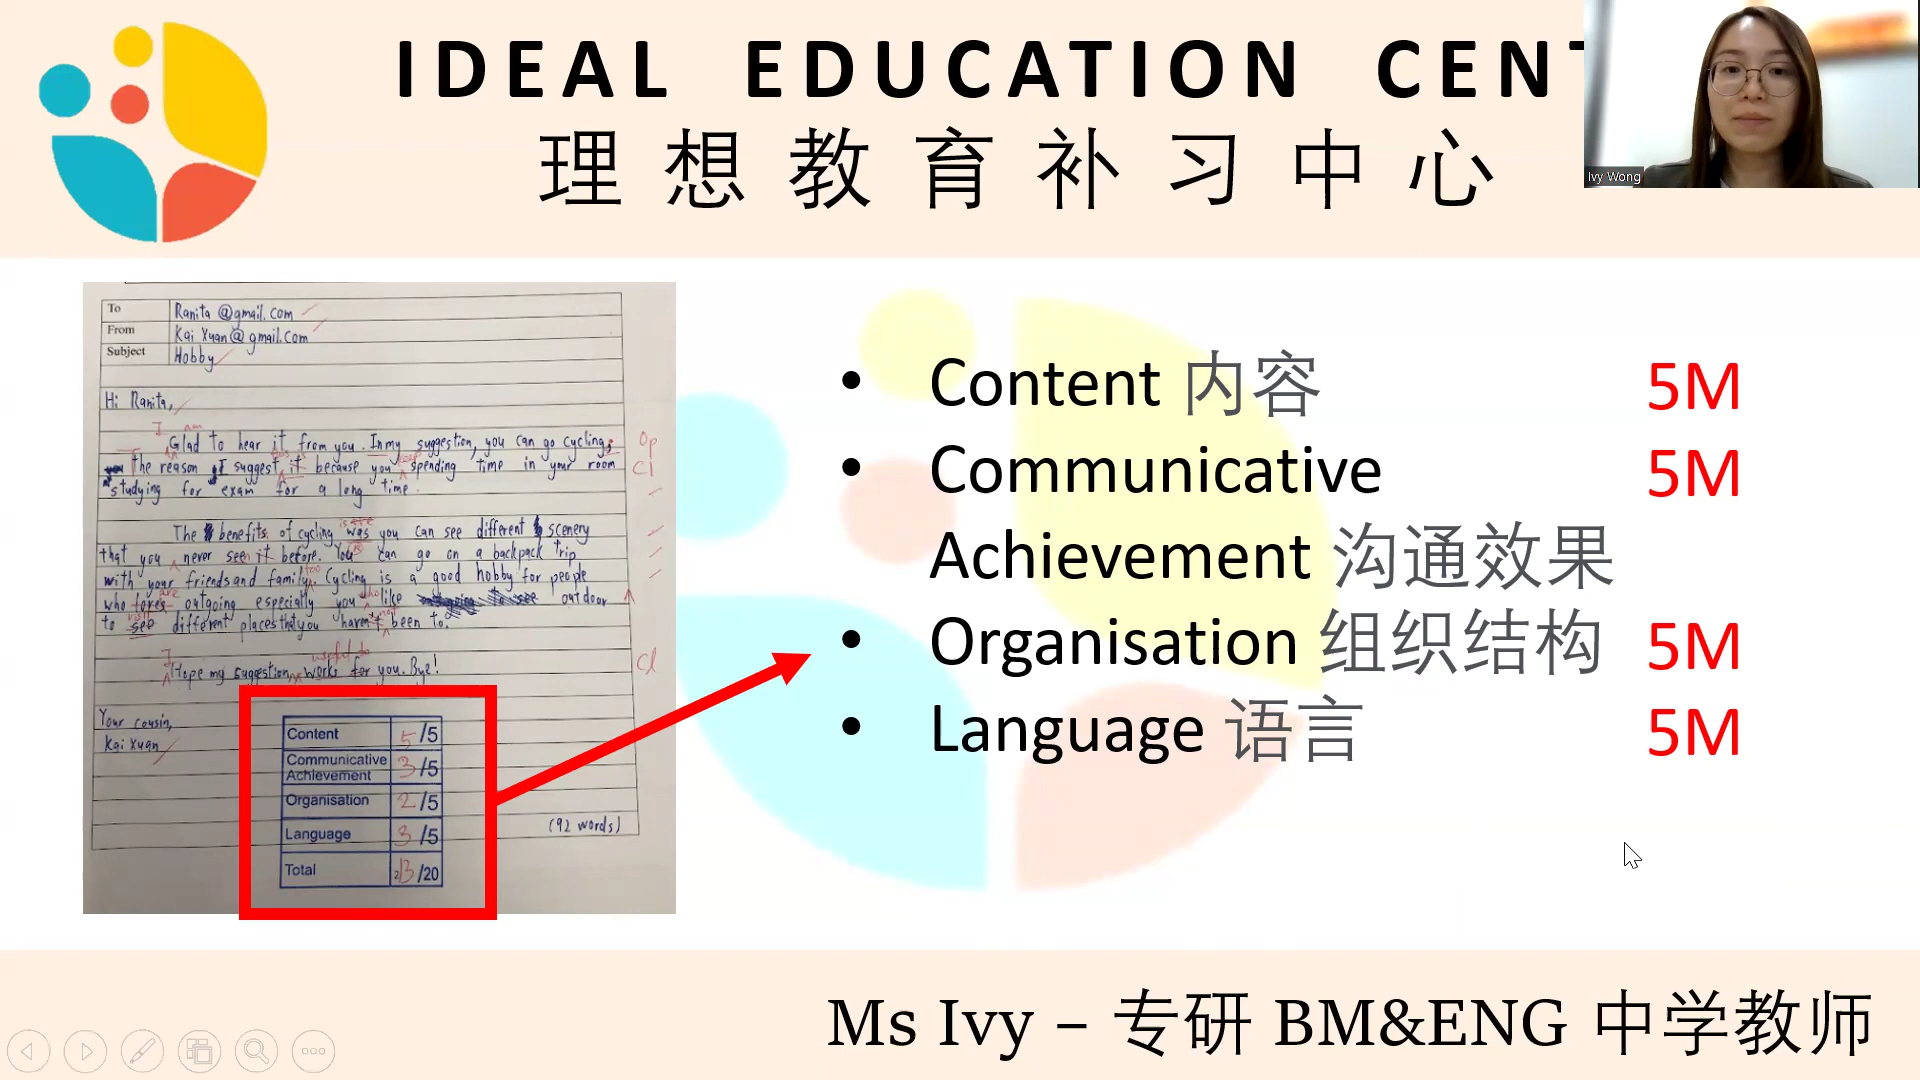 IDEAL EDUCATION CENT
理想教育补习中心
Ivy Wong
To Ranita @gmail.com
From Kai Xuan@gmail.com
Subject Hobby
Hi Ranita,
I am
Glad to hear it from you. In my suggestion, you can go cycling. Op
The reason I suggest it because you spending time in your room Cl
studying for exam for a long time.
The benefits of cycling was you can see different scenery
that you never seen it before. You can go on a backpack trip
with your friends and family. Cycling is a good hobby for people
who loves outgoing especially you like outdoor
to see different places that you haven't been to.
I
Hope my suggestion works for you. Bye! Cl
Your cousin,
Kai Xuan
(92 words)
Content 5 /5
Communicative Achievement 3 /5
Organisation 2 /5
Language 3 /5
Total 13 /20
• Content 内容 5M
• Communicative 5M
Achievement 沟通效果
• Organisation 组织结构 5M
• Language 语言 5M
Ms Ivy – 专研 BM&ENG 中学教师